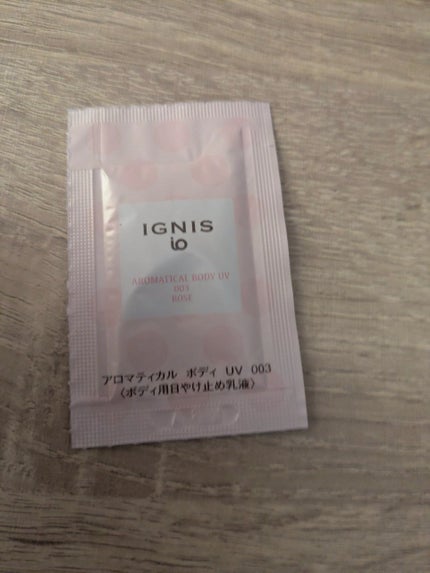 IGNIS
io
AROMATICAL BODY UV
003
ROSE
アロマティカル ボディ UV 003
〈ボディ用日やけ止め乳液〉